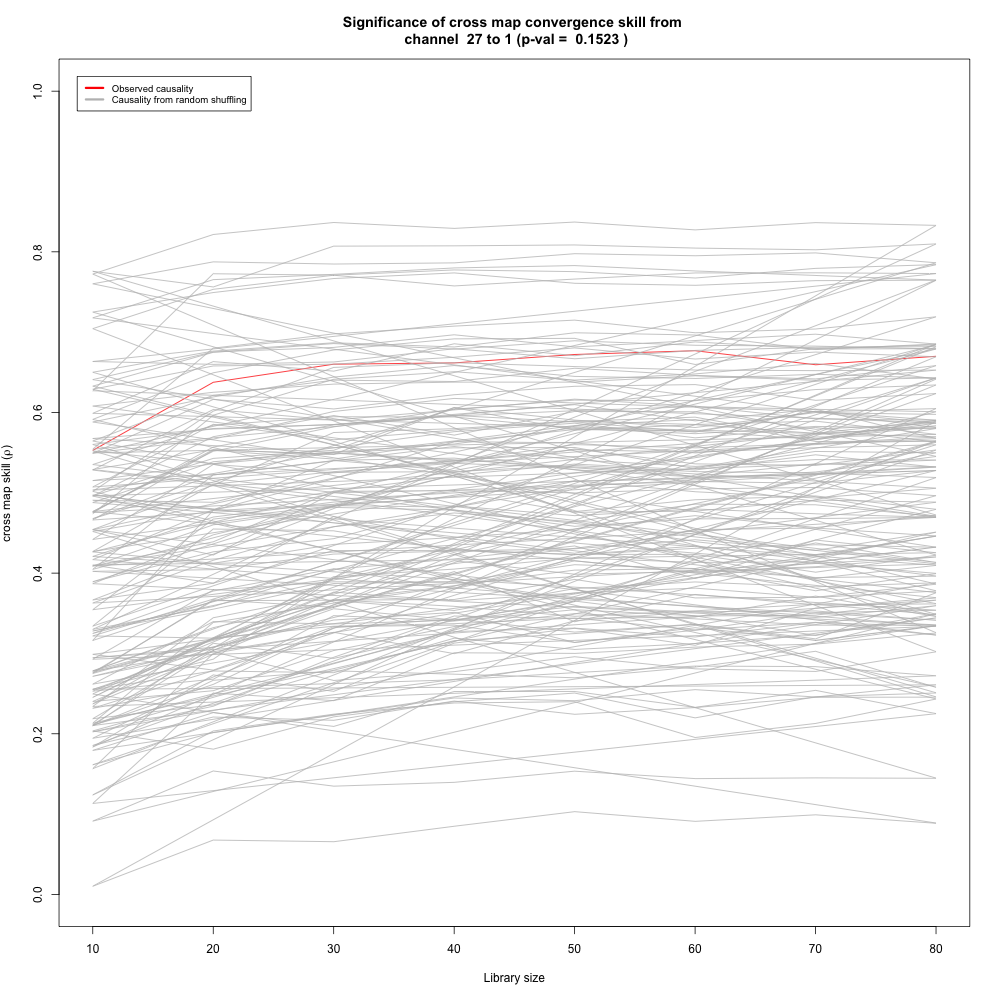 Significance of cross map convergence skill from
channel  27 to 1 (p-val =  0.1523 )
Observed causality
Causality from random shuffling
1.0
0.8
0.6
0.4
0.2
0.0
cross map skill (ρ)
10 20 30 40 50 60 70 80
Library size